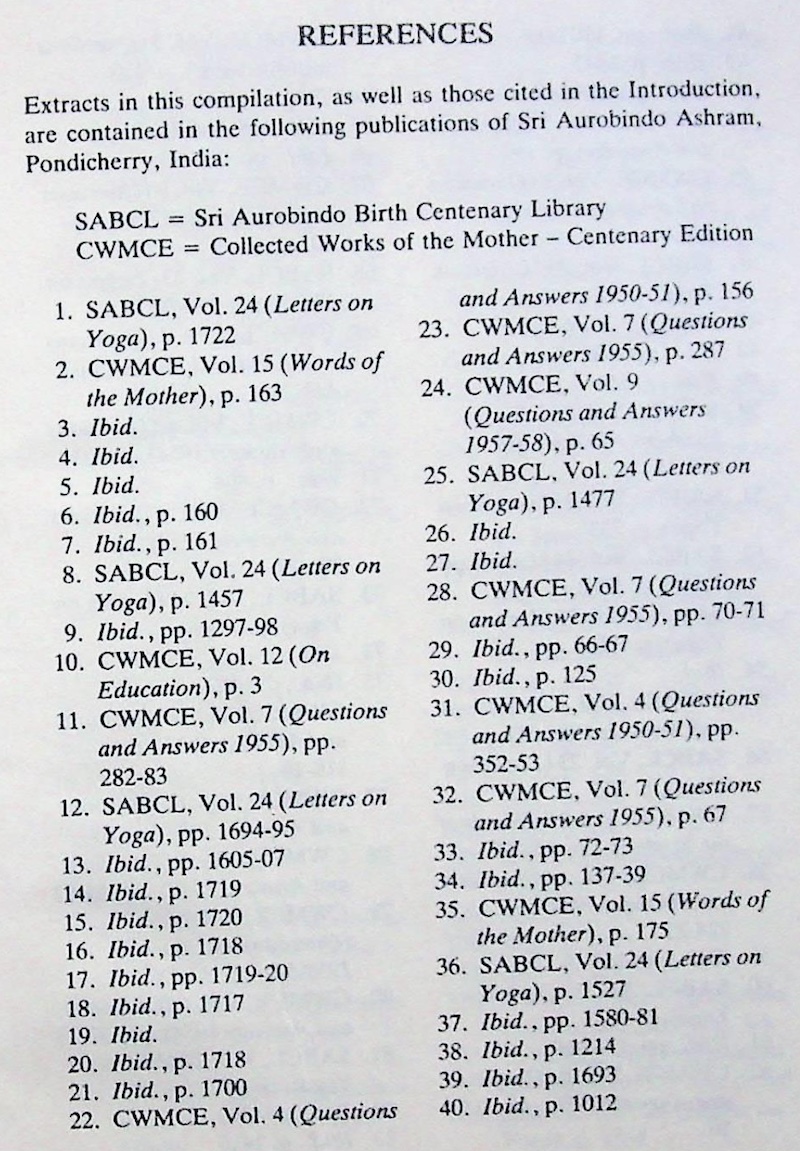 REFERENCES
Extracts in this compilation, as well as those cited in the Introduction,
are contained in the following publications of Sri Aurobindo Ashram,
Pondicherry, India:
SABCL = Sri Aurobindo Birth Centenary Library
CWMCE = Collected Works of the Mother – Centenary Edition
1. SABCL, Vol. 24 (Letters on
Yoga), p. 1722
2. CWMCE, Vol. 15 (Words of
the Mother), p. 163
3. Ibid.
4. Ibid.
5. Ibid.
6. Ibid., p. 160
7. Ibid., p. 161
8. SABCL, Vol. 24 (Letters on
Yoga), p. 1457
9. Ibid., pp. 1297-98
10. CWMCE, Vol. 12 (On
Education), p. 3
11. CWMCE, Vol. 7 (Questions
and Answers 1955), pp.
282-83
12. SABCL, Vol. 24 (Letters on
Yoga), pp. 1694-95
13. Ibid., pp. 1605-07
14. Ibid., p. 1719
15. Ibid., p. 1720
16. Ibid., p. 1718
17. Ibid., pp. 1719-20
18. Ibid., p. 1717
19. Ibid.
20. Ibid., p. 1718
21. Ibid., p. 1700
22. CWMCE, Vol. 4 (Questions
and Answers 1950-51), p. 156
23. CWMCE, Vol. 7 (Questions
and Answers 1955), p. 287
24. CWMCE, Vol. 9
(Questions and Answers
1957-58), p. 65
25. SABCL, Vol. 24 (Letters on
Yoga), p. 1477
26. Ibid.
27. Ibid.
28. CWMCE, Vol. 7 (Questions
and Answers 1955), pp. 70-71
29. Ibid., pp. 66-67
30. Ibid., p. 125
31. CWMCE, Vol. 4 (Questions
and Answers 1950-51), pp.
352-53
32. CWMCE, Vol. 7 (Questions
and Answers 1955), p. 67
33. Ibid., pp. 72-73
34. Ibid., pp. 137-39
35. CWMCE, Vol. 15 (Words of
the Mother), p. 175
36. SABCL, Vol. 24 (Letters on
Yoga), p. 1527
37. Ibid., pp. 1580-81
38. Ibid., p. 1214
39. Ibid., p. 1693
40. Ibid., p. 1012